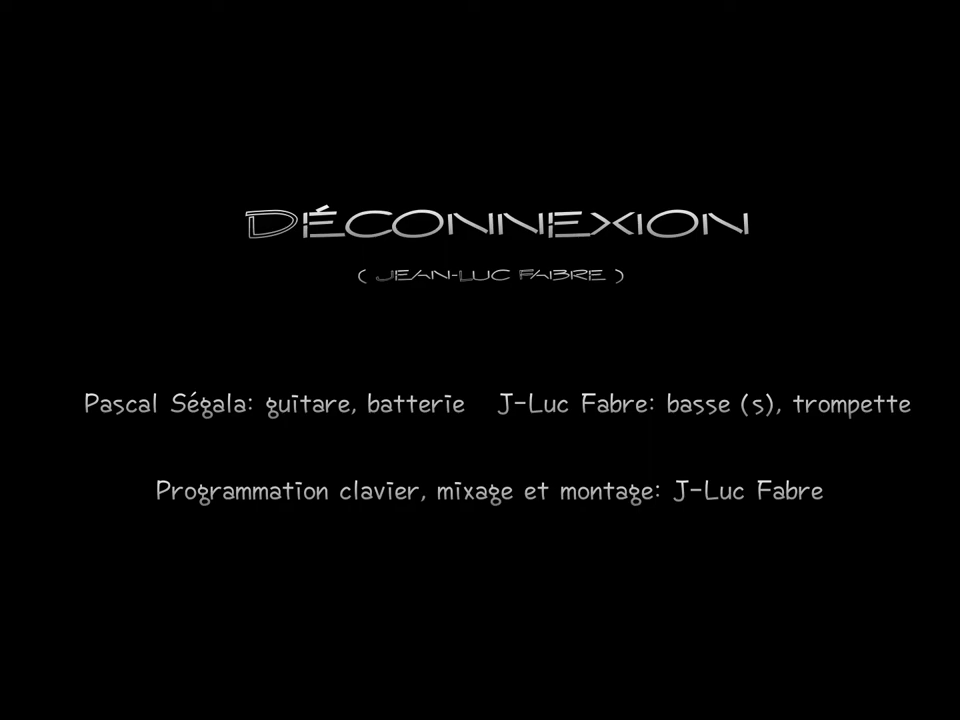 DÉCONNEXION
( JEAN-LUC FABRE )
Pascal Ségala: guitare, batterie J-Luc Fabre: basse (s), trompette
Programmation clavier, mixage et montage: J-Luc Fabre